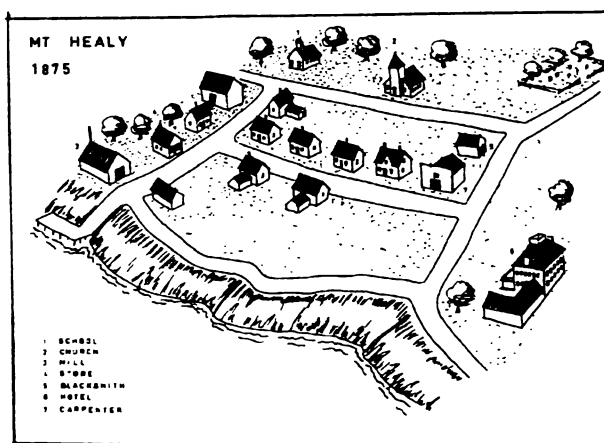 MT HEALY
1875
1 SCHOOL
2 CHURCH
3 MILL
4 STORE
5 BLACKSMITH
6 HOTEL
7 CARPENTER